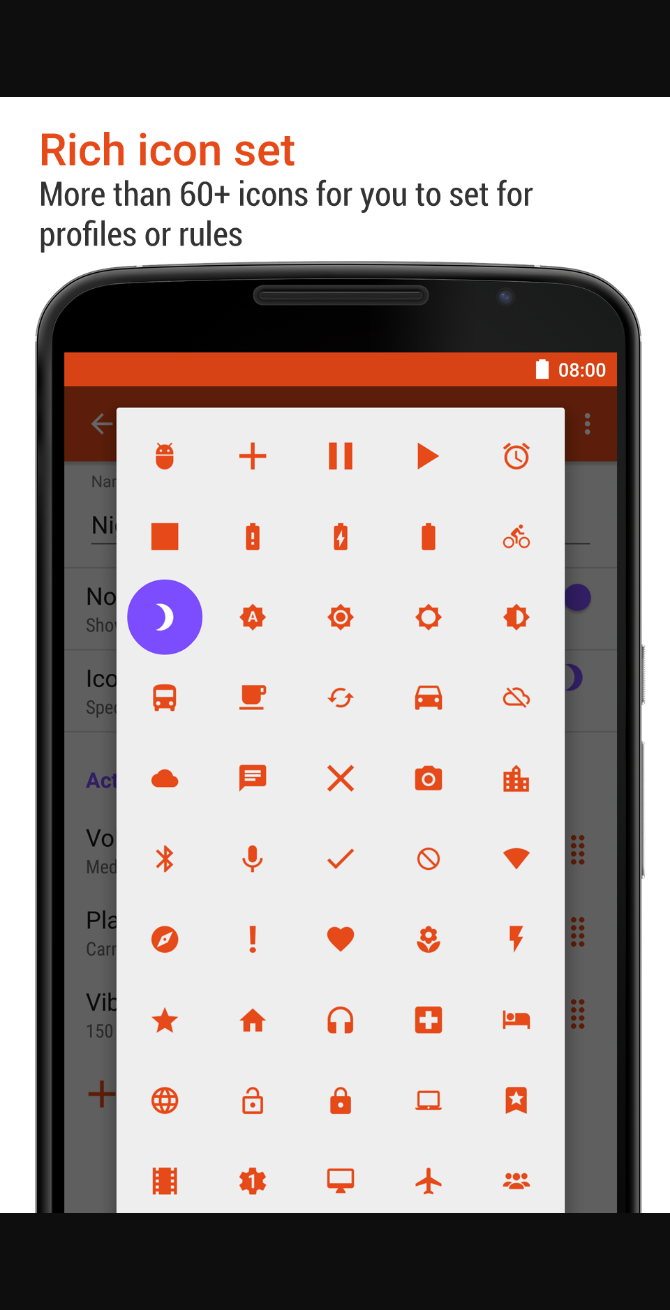 Rich icon set
More than 60+ icons for you to set for
profiles or rules
08:00
Nar
Ni
No
Sho
Ico
Spe
A
Act
Vo
Med
Pla
Carr
Vib
150
1